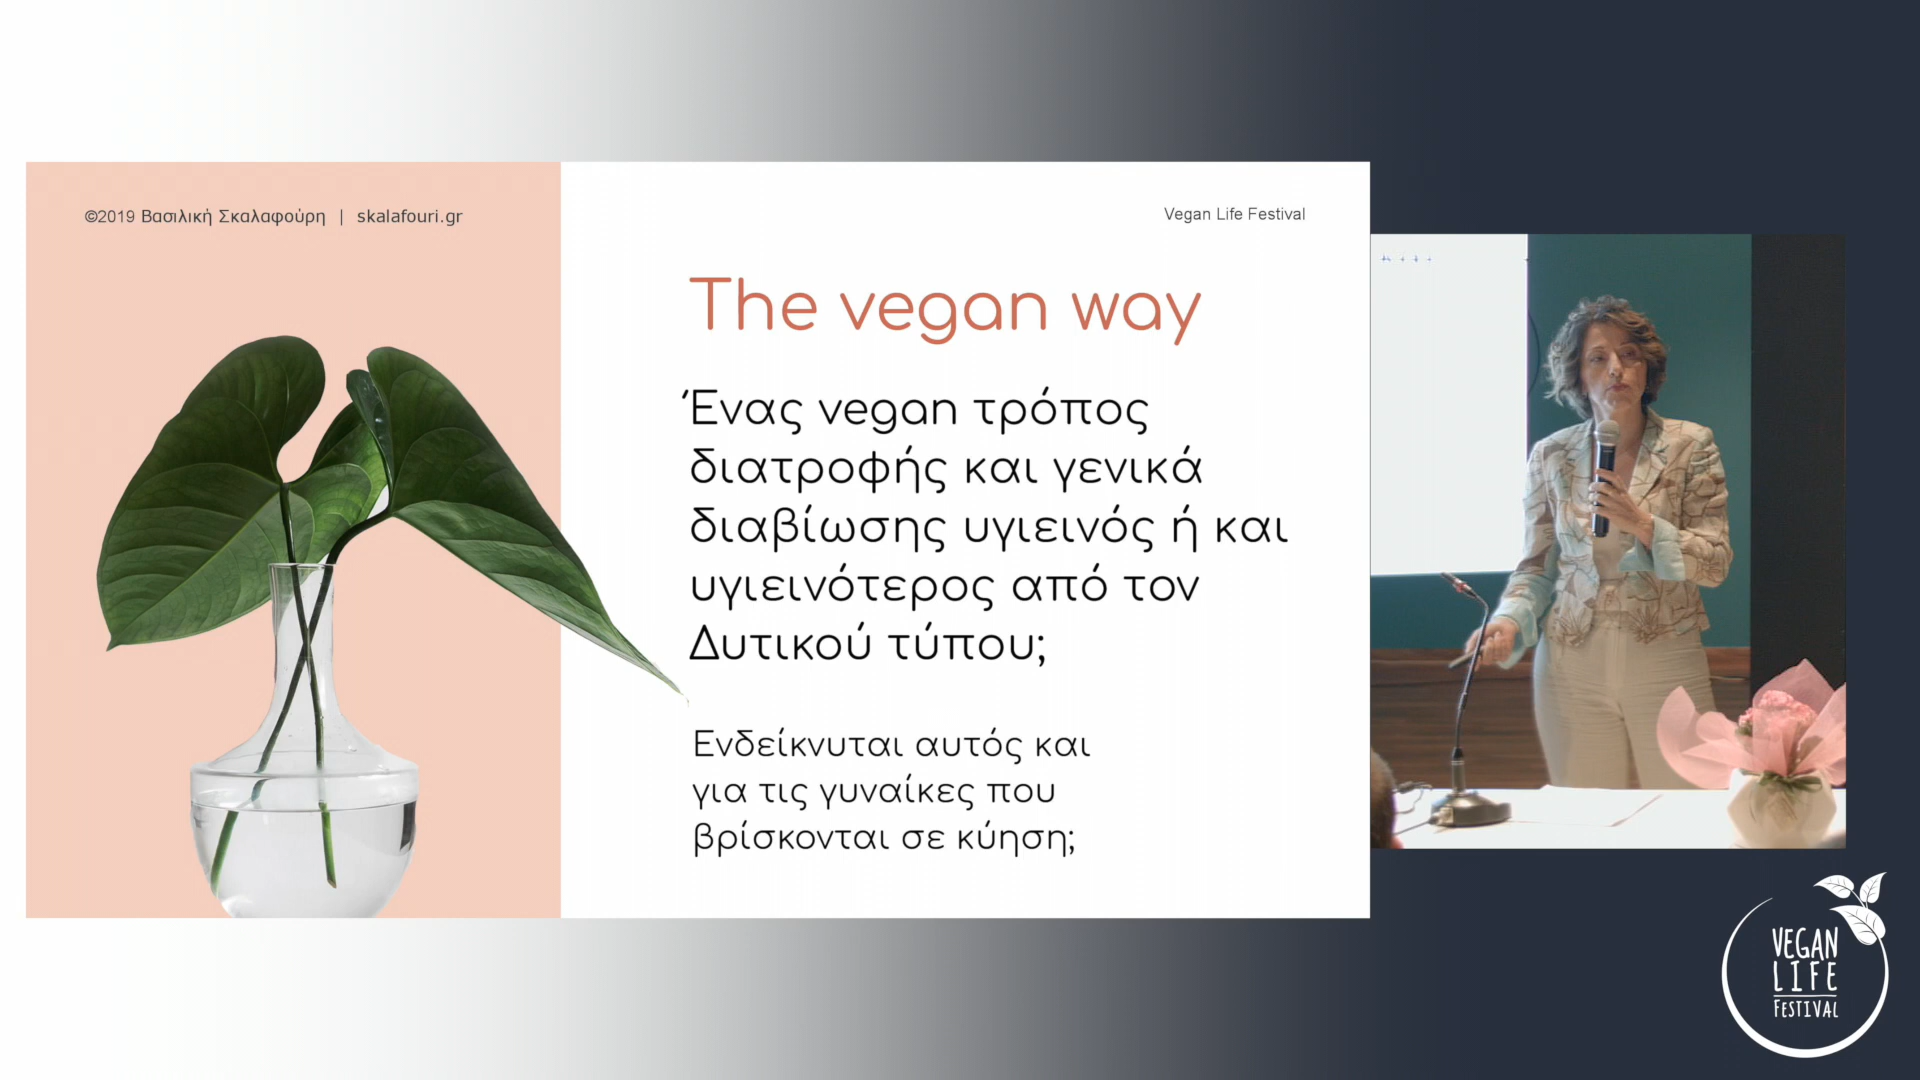 ©2019 Βασιλική Σκαλαφούρη | skalafouri.gr
Vegan Life Festival
The vegan way
Ένας vegan τρόπος
διατροφής και γενικά
διαβίωσης υγιεινός ή και
υγιεινότερος από τον
Δυτικού τύπου;
Ενδείκνυται αυτός και
για τις γυναίκες που
βρίσκονται σε κύηση;
VEGAN
LIFE
FESTIVAL